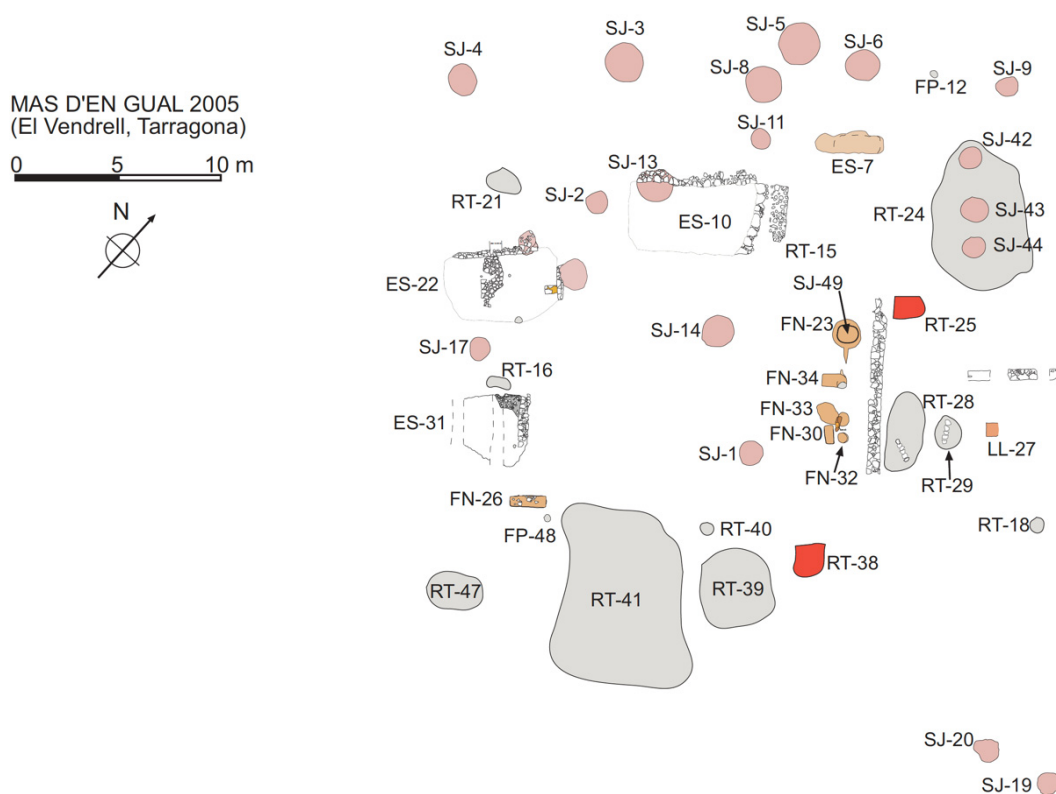 SJ-5
SJ-3
SJ-6
SJ-4
SJ-8
SJ-9
FP-12
MAS D'EN GUAL 2005
(El Vendrell, Tarragona)
SJ-11
SJ-42
0 5 10 m
ES-7
SJ-13
RT-21
SJ-2
N
ES-10
RT-24
SJ-43
RT-15
SJ-44
ES-22
SJ-49
FN-23
RT-25
SJ-14
SJ-17
RT-16
FN-34
RT-28
FN-33
ES-31
FN-30
SJ-1
LL-27
FN-32
RT-29
FN-26
FP-48
RT-40
RT-18
RT-38
RT-47
RT-41
RT-39
SJ-20
SJ-19